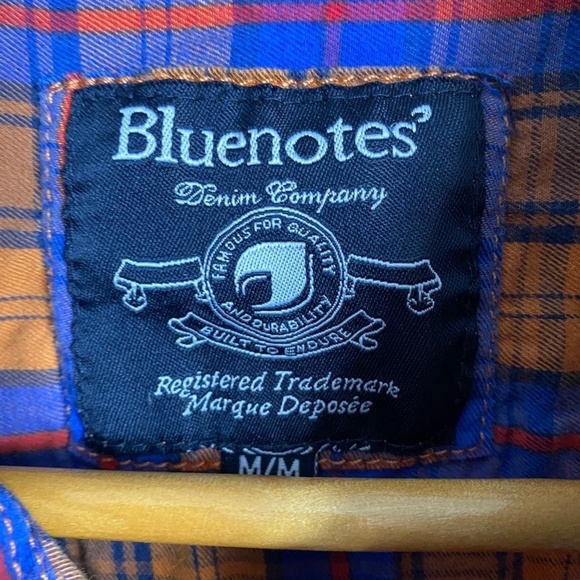 Bluenotes'
Denim Company
FAMOUS FOR QUALITY
AND DURABILITY
BUILT TO ENDURE
Registered Trademark
Marque Deposée
M/M